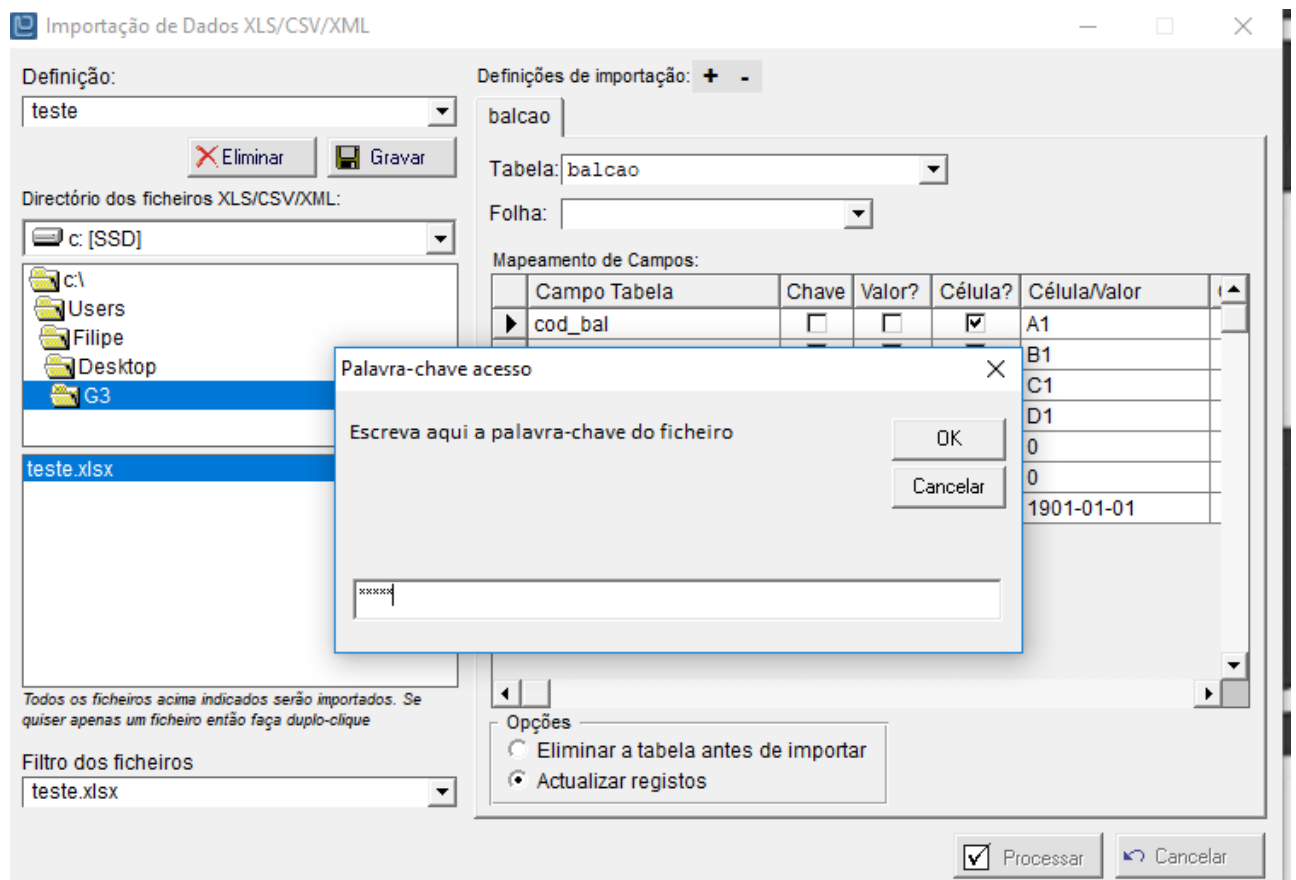 Importação de Dados XLS/CSV/XML
Definição:
teste
Eliminar
Gravar
Directório dos ficheiros XLS/CSV/XML:
c: [SSD]
c:\
Users
Filipe
Desktop
G3
teste.xlsx
Todos os ficheiros acima indicados serão importados. Se
quiser apenas um ficheiro então faça duplo-clique
Filtro dos ficheiros
teste.xlsx
Definições de importação: + -
balcao
Tabela: balcao
Folha:
Mapeamento de Campos:
Campo Tabela Chave Valor? Célula? Célula/Valor
cod_bal A1
B1
C1
D1
0
0
1901-01-01
Palavra-chave acesso
Escreva aqui a palavra-chave do ficheiro
OK
Cancelar
*****
Opções
Eliminar a tabela antes de importar
Actualizar registos
Processar
Cancelar